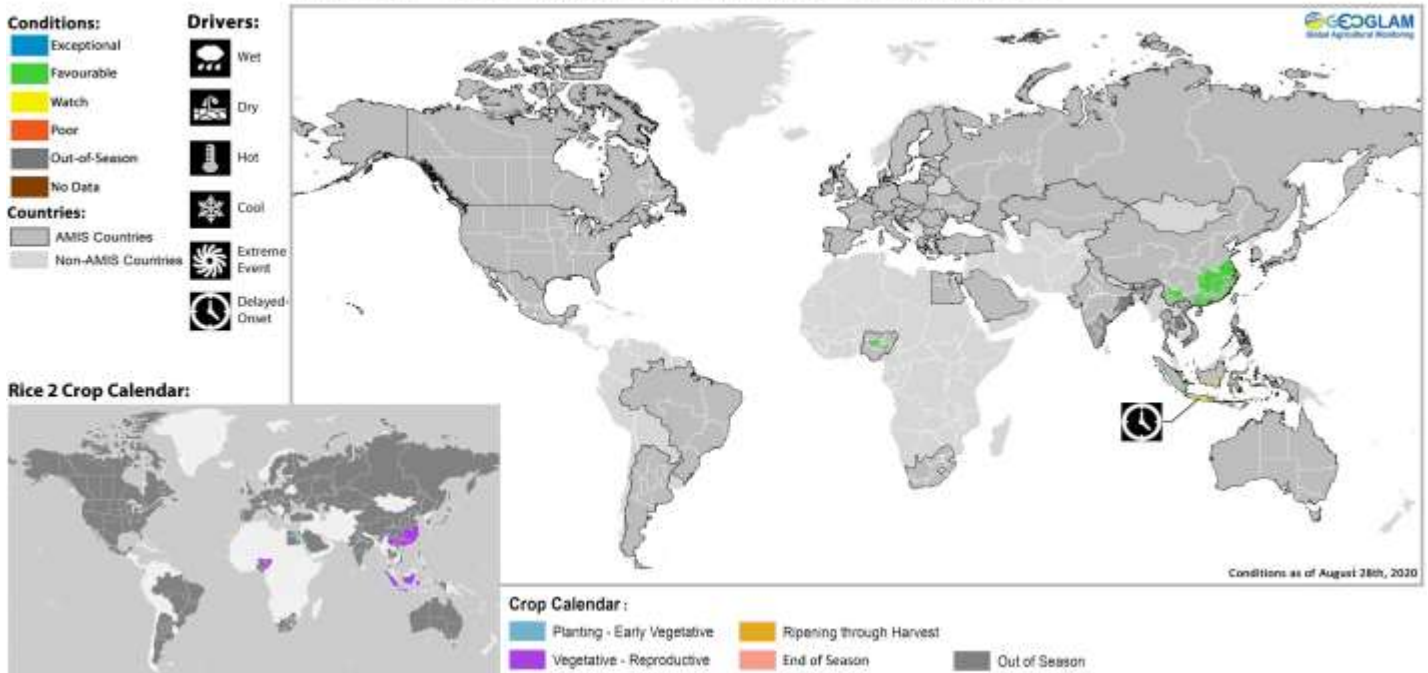 Conditions:
Exceptional
Favourable
Watch
Poor
Out-of-Season
No Data
Countries:
AMIS Countries
Non-AMIS Countries
Drivers:
Wet
Dry
Hot
Cool
Extreme
Event
Delayed-
Onset
GEOGLAM
Global Agricultural Monitoring
Conditions as of August 28th, 2020
Rice 2 Crop Calendar:
Crop Calendar :
Planting - Early Vegetative
Vegetative - Reproductive
Ripening through Harvest
End of Season
Out of Season